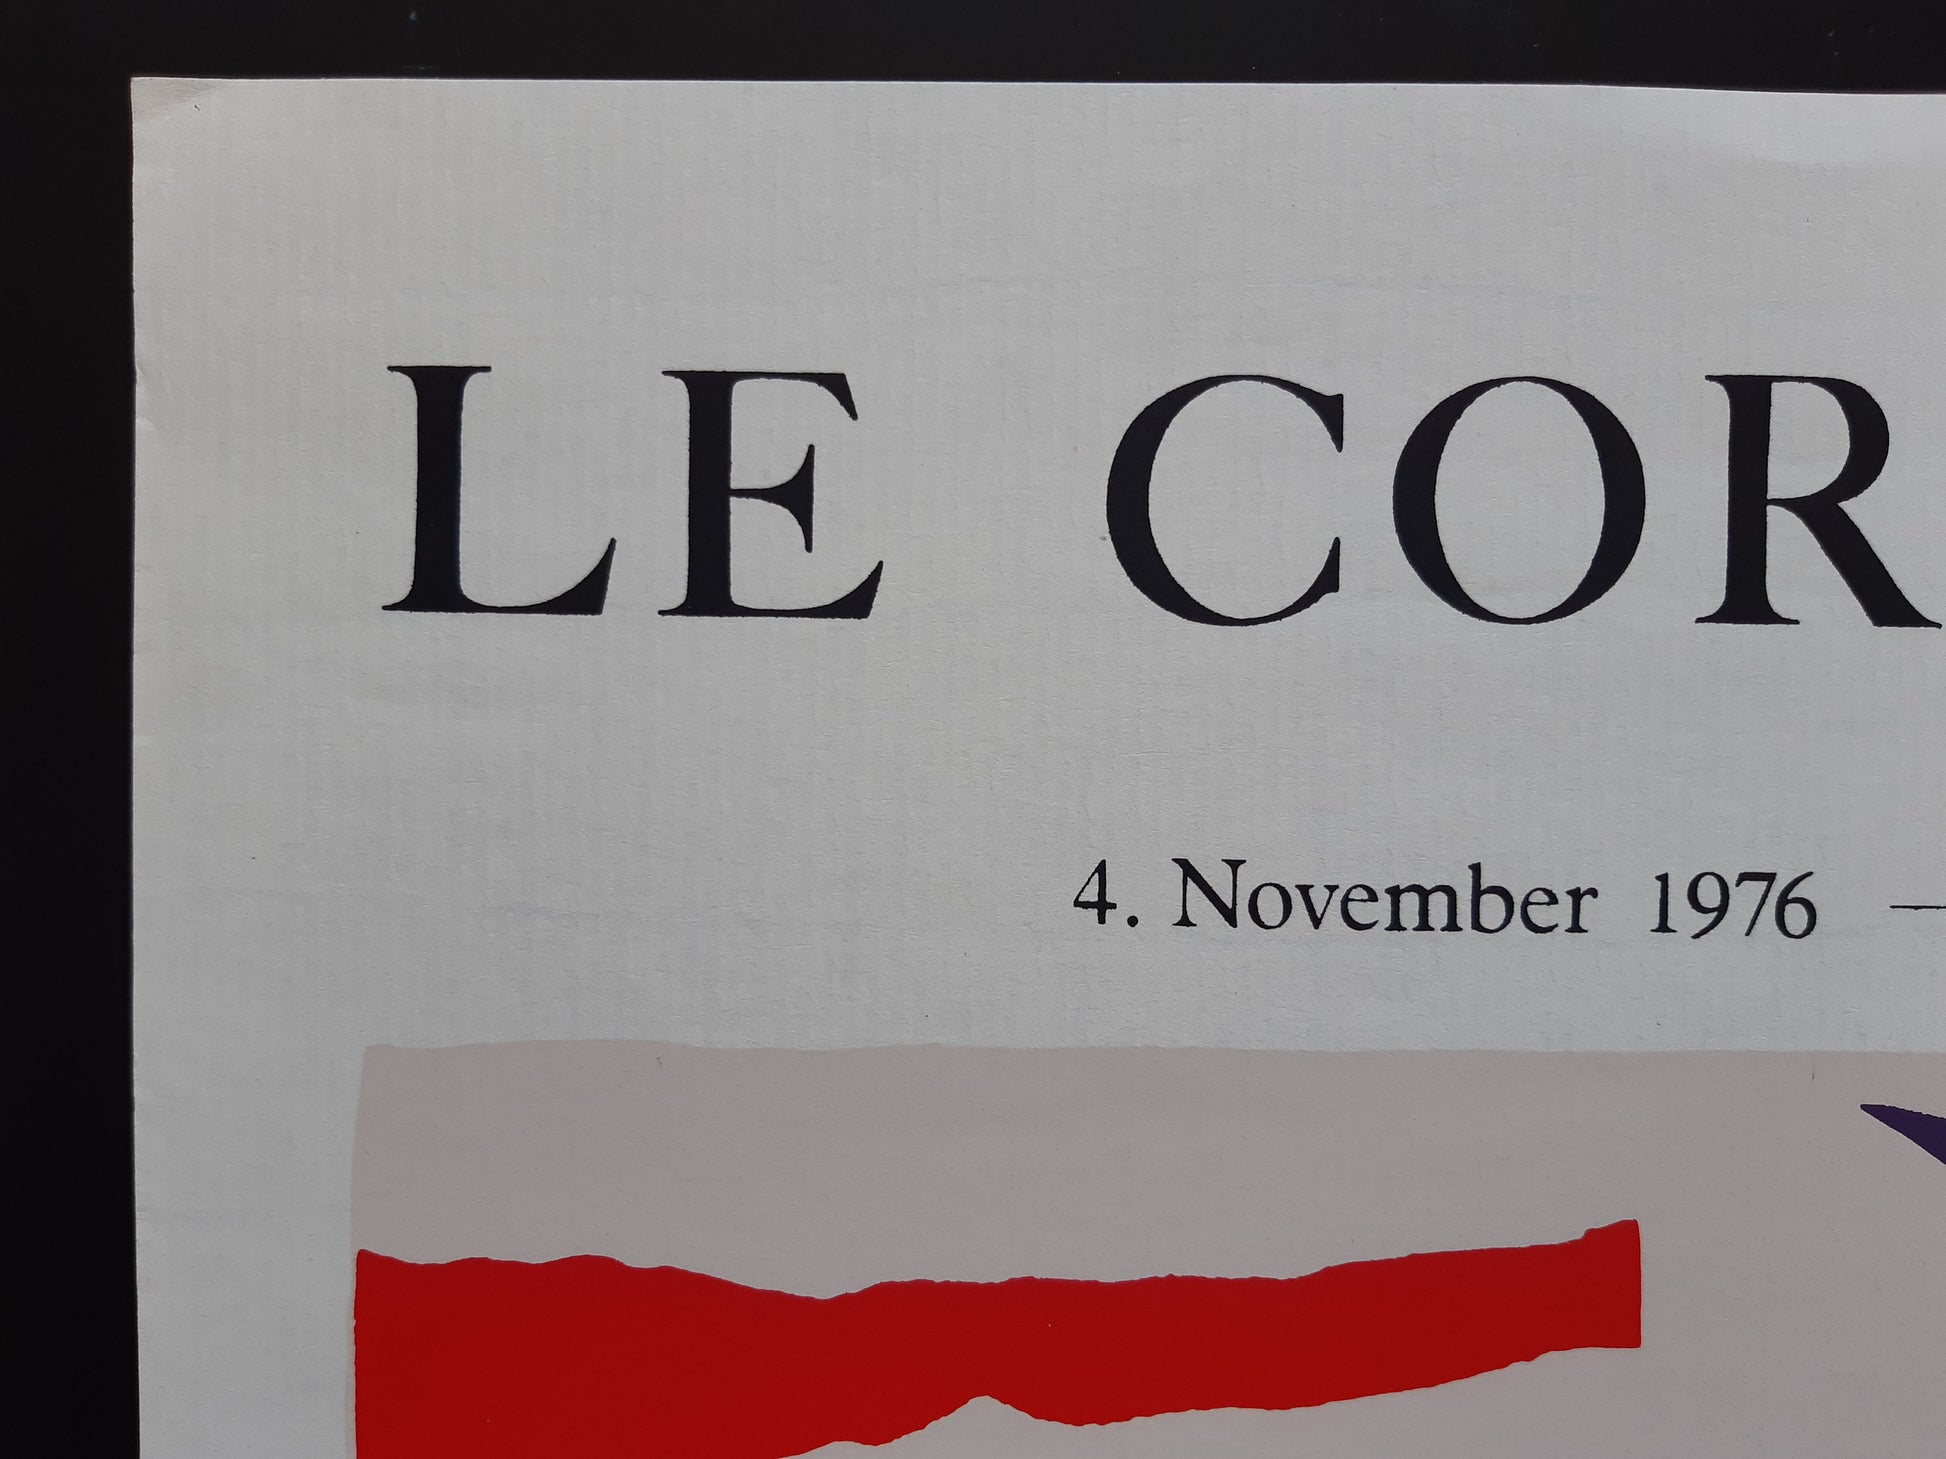 LE COR
4. November 1976 —